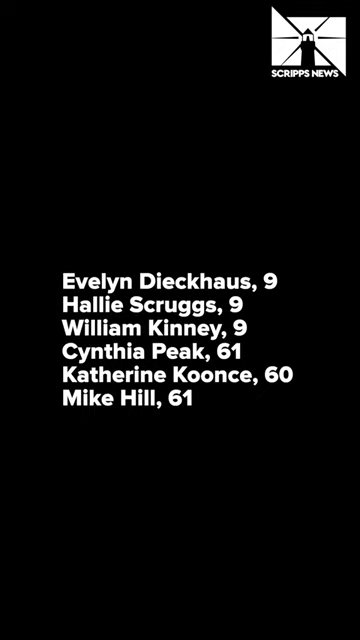 SCRIPPS NEWS
Evelyn Dieckhaus, 9
Hallie Scruggs, 9
William Kinney, 9
Cynthia Peak, 61
Katherine Koonce, 60
Mike Hill, 61